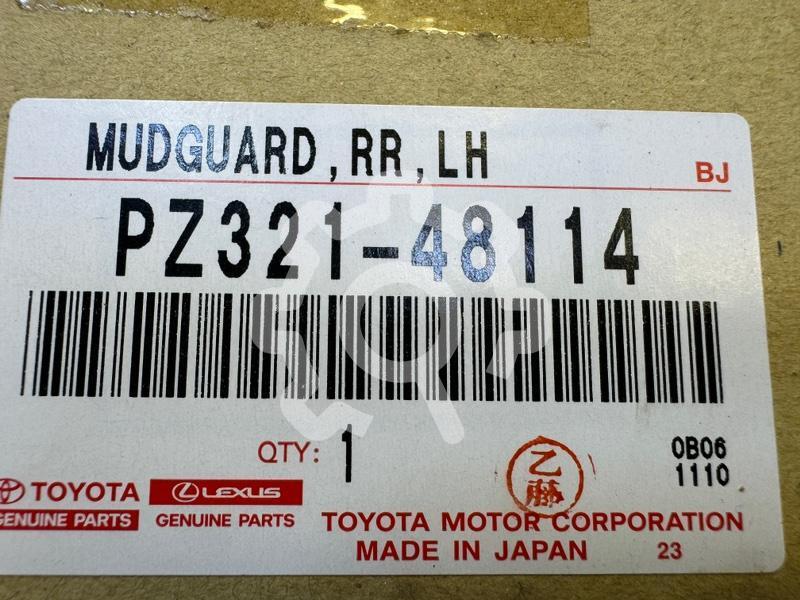 MUDGUARD,RR,LH
BJ
PZ321-48114
QTY: 1
乙
藤
0B06
1110
TOYOTA
GENUINE PARTS
LEXUS
GENUINE PARTS
TOYOTA MOTOR CORPORATION
MADE IN JAPAN 23